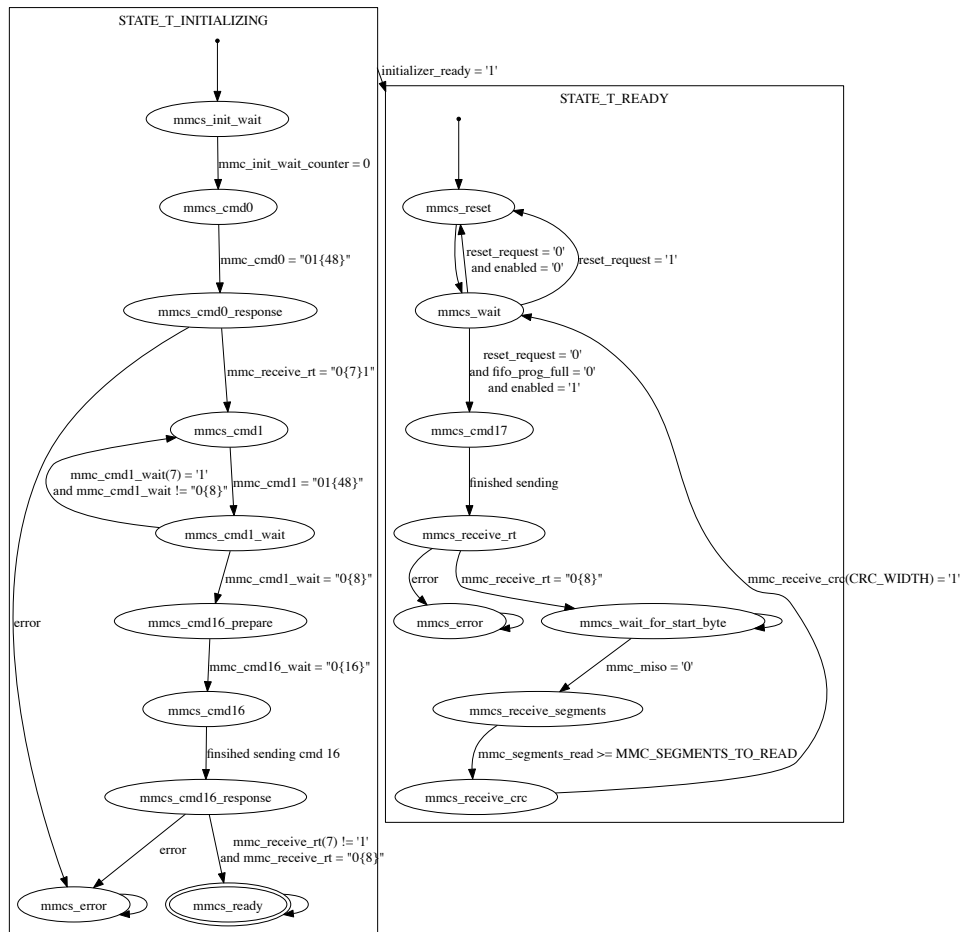 STATE_T_INITIALIZING
mmcs_init_wait
mmc_init_wait_counter = 0
mmcs_cmd0
mmc_cmd0 = "01{48}"
mmcs_cmd0_response
mmc_receive_rt = "0{7}1"
mmcs_cmd1
mmc_cmd1_wait(7) = '1'
and mmc_cmd1_wait != "0{8}"
mmc_cmd1 = "01{48}"
mmcs_cmd1_wait
mmc_cmd1_wait = "0{8}"
error
mmcs_cmd16_prepare
mmc_cmd16_wait = "0{16}"
mmcs_cmd16
finsihed sending cmd 16
mmcs_cmd16_response
error
mmc_receive_rt(7) != '1'
and mmc_receive_rt = "0{8}"
mmcs_error
mmcs_ready
initializer_ready = '1'
STATE_T_READY
mmcs_reset
reset_request = '0'
and enabled = '0'
reset_request = '1'
mmcs_wait
reset_request = '0'
and fifo_prog_full = '0'
and enabled = '1'
mmcs_cmd17
finished sending
mmcs_receive_rt
error
mmc_receive_rt = "0{8}"
mmc_receive_crc(CRC_WIDTH) = '1'
mmcs_error
mmcs_wait_for_start_byte
mmc_miso = '0'
mmcs_receive_segments
mmc_segments_read >= MMC_SEGMENTS_TO_READ
mmcs_receive_crc